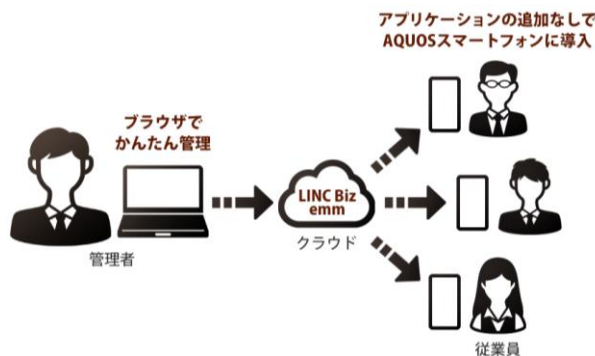 アプリケーションの追加なしで
AQUOSスマートフォンに導入
ブラウザで
かんたん管理
LINC Biz
emm
クラウド
管理者
従業員